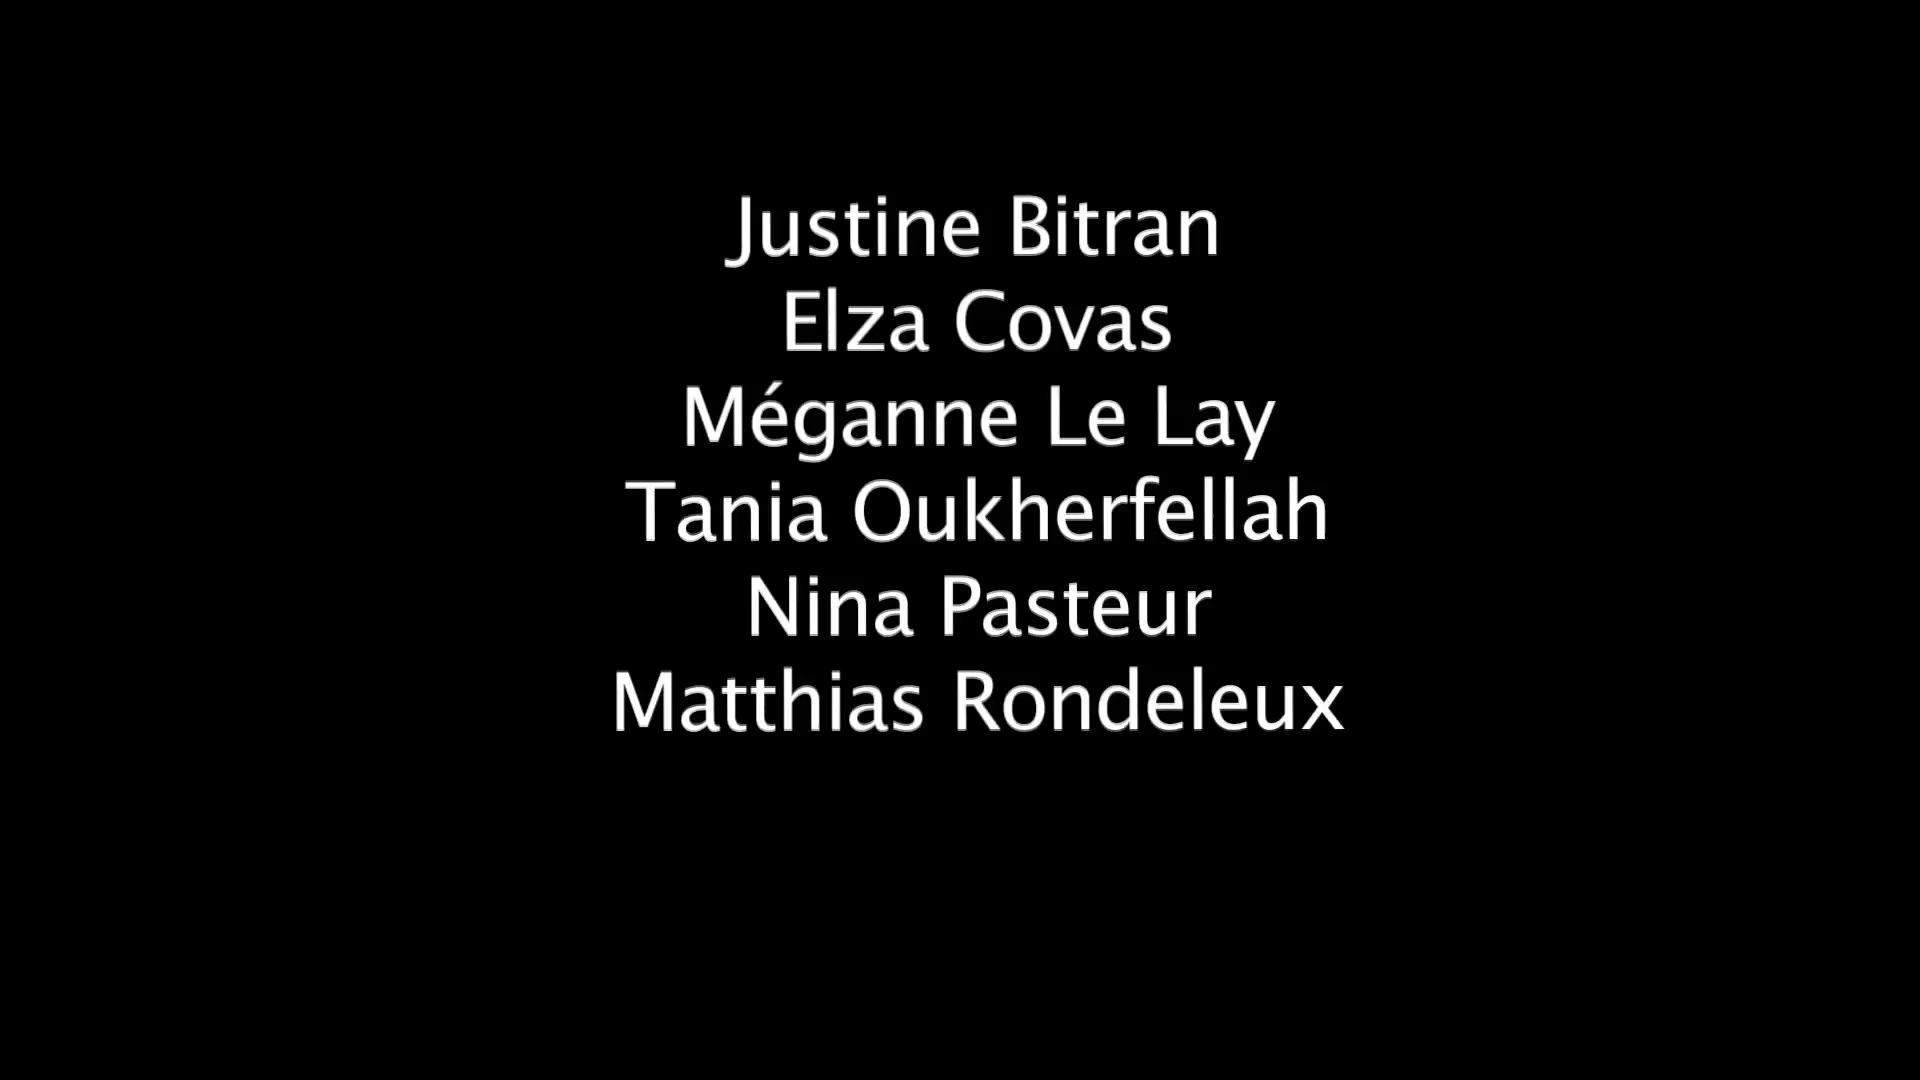 Justine Bitran
Elza Covas
Méganne Le Lay
Tania Oukherfellah
Nina Pasteur
Matthias Rondeleux